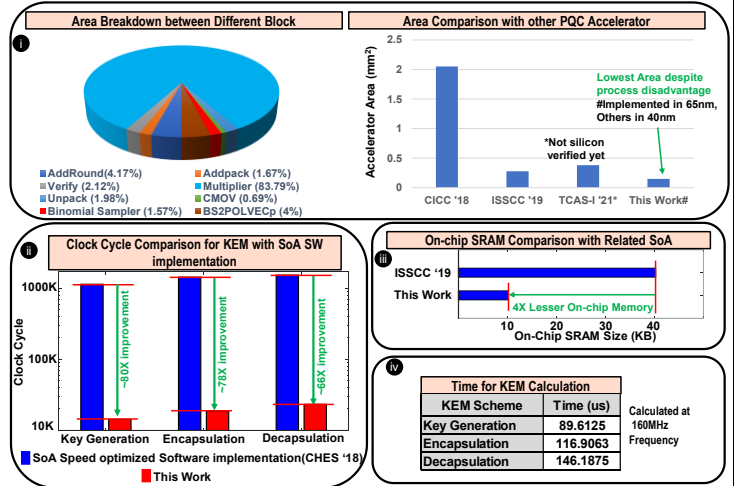 Area Breakdown between Different Block
i
AddRound(4.17%)
Addpack (1.67%)
Verify (2.12%)
Multiplier (83.79%)
Unpack (1.98%)
CMOV (0.69%)
Binomial Sampler (1.57%)
BS2POLVECp (4%)
Area Comparison with other PQC Accelerator
Accelerator Area (mm²)
2.5
2
1.5
1
0.5
0
Lowest Area despite
process disadvantage
#Implemented in 65nm,
Others in 40nm
*Not silicon
verified yet
CICC '18
ISSCC '19
TCAS-I '21*
This Work#
ii
Clock Cycle Comparison for KEM with SoA SW
implementation
Clock Cycle
1000K
100K
10K
~80X improvement
~78X improvement
~66X improvement
Key Generation
Encapsulation
Decapsulation
SoA Speed optimized Software implementation(CHES ‘18)
This Work
On-chip SRAM Comparison with Related SoA
iii
ISSCC ‘19
This Work
4X Lesser On-chip Memory
10
20
30
40
On-Chip SRAM Size (KB)
iv
Time for KEM Calculation
KEM Scheme
Time (us)
Key Generation
89.6125
Encapsulation
116.9063
Decapsulation
146.1875
Calculated at
160MHz
Frequency